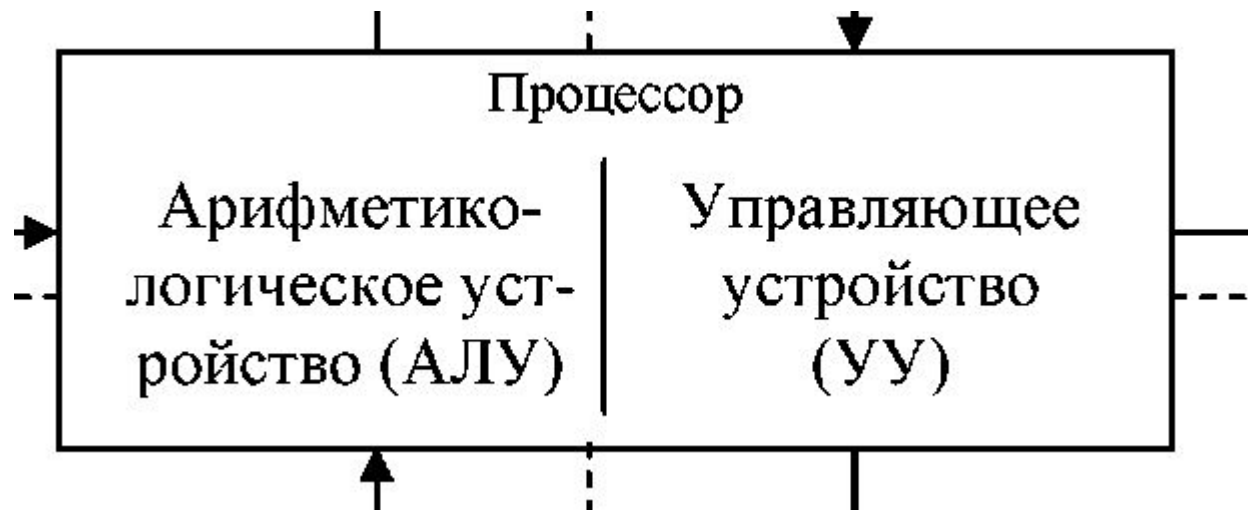 Процессор
Арифметико-
логическое уст-
ройство (АЛУ)
Управляющее
устройство
(УУ)